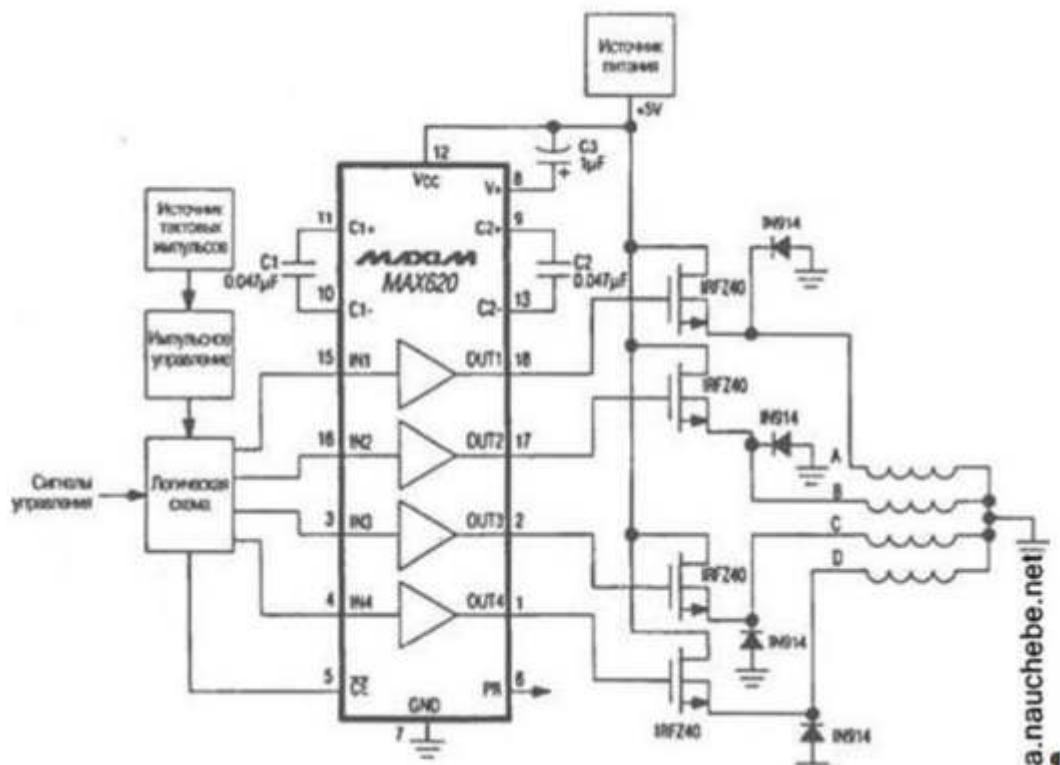 Источник
питания
+5V
12
C3
1µF
Vcc
V+
8
Источник
тактовых
импульсов
11
C1+
C2+
9
IN914
C1
0.047µF
MAXIM
MAX620
C2
0.047µF
10
C1-
C2-
13
IRFZ40
Импульсное
управление
15
IN1
OUT1
18
IRFZ40
IN914
16
IN2
OUT2
17
A
Сигналы
управления
Логическая
схема
B
3
IN3
OUT3
2
C
IRFZ40
D
4
IN4
OUT4
1
IN914
5
CE
PR
6
GND
7
IRFZ40
IN914
a.nauchebe.net